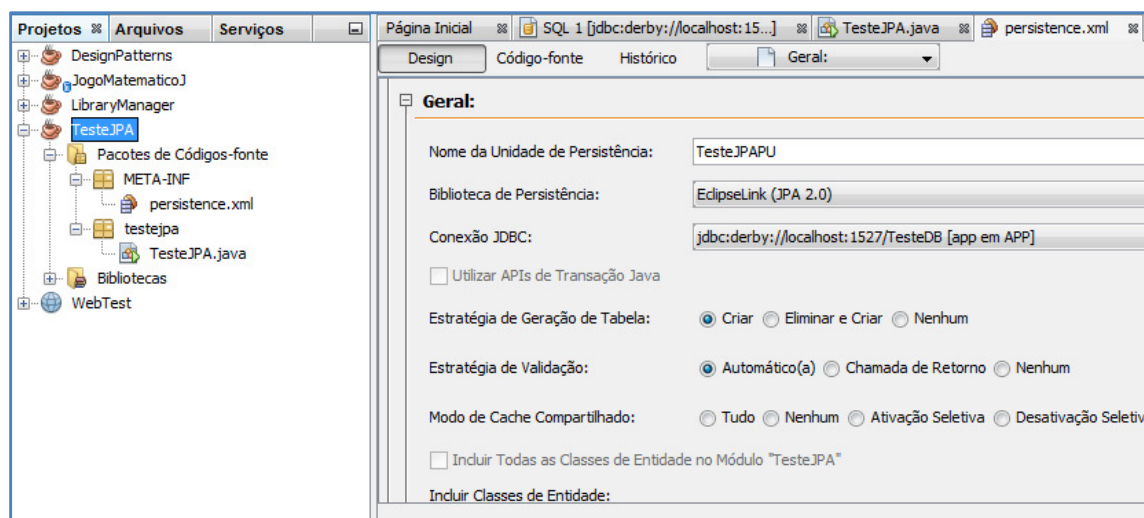 Projetos Arquivos Serviços
DesignPatterns
JogoMatematicoJ
LibraryManager
TesteJPA
Pacotes de Códigos-fonte
META-INF
persistence.xml
testejpa
TesteJPA.java
Bibliotecas
WebTest
Página Inicial SQL 1 [jdbc:derby://localhost:15...] TesteJPA.java persistence.xml
Design Código-fonte Histórico Geral:
Geral:
Nome da Unidade de Persistência: TesteJPAPU
Biblioteca de Persistência: EclipseLink (JPA 2.0)
Conexão JDBC: jdbc:derby://localhost:1527/TesteDB [app em APP]
Utilizar APIs de Transação Java
Estratégia de Geração de Tabela: Criar Eliminar e Criar Nenhum
Estratégia de Validação: Automático(a) Chamada de Retorno Nenhum
Modo de Cache Compartilhado: Tudo Nenhum Ativação Seletiva Desativação Seletiv
Incluir Todas as Classes de Entidade no Módulo "TesteJPA"
Incluir Classes de Entidade: